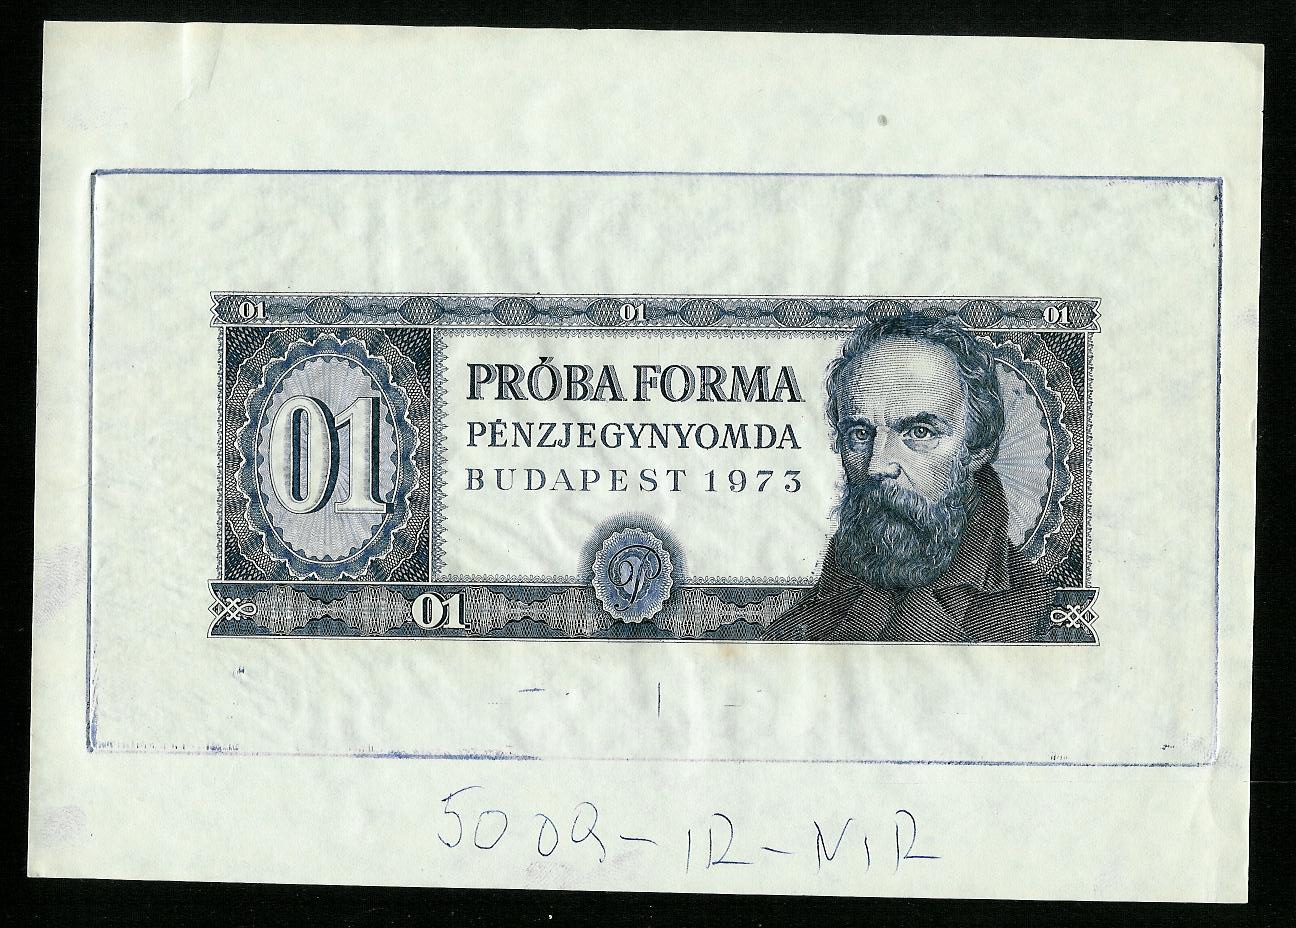 01 01 01
01
PRÓBA FORMA
PÉNZJEGYNYOMDA
BUDAPEST 1973
P
01
5009-IR-NIR